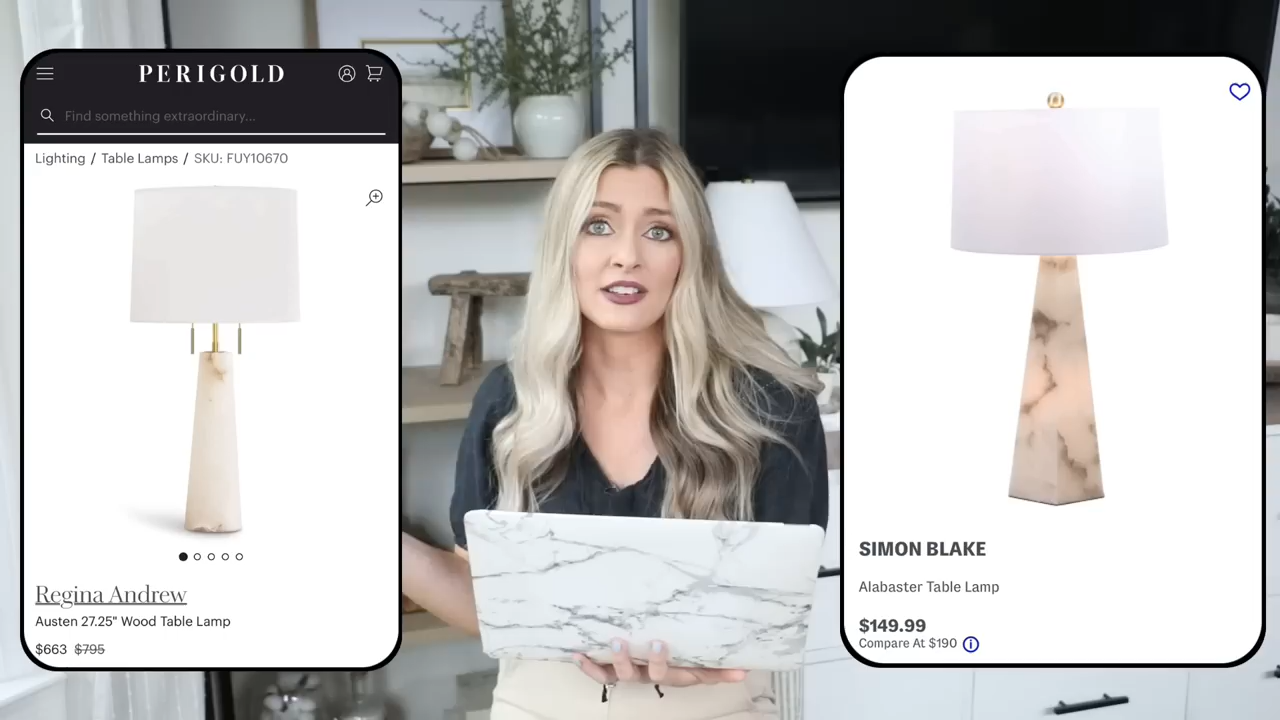 PERIGOLD
Find something extraordinary...
Lighting / Table Lamps / SKU: FUY10670
Regina Andrew
Austen 27.25" Wood Table Lamp
$663 $795
SIMON BLAKE
Alabaster Table Lamp
$149.99
Compare At $190